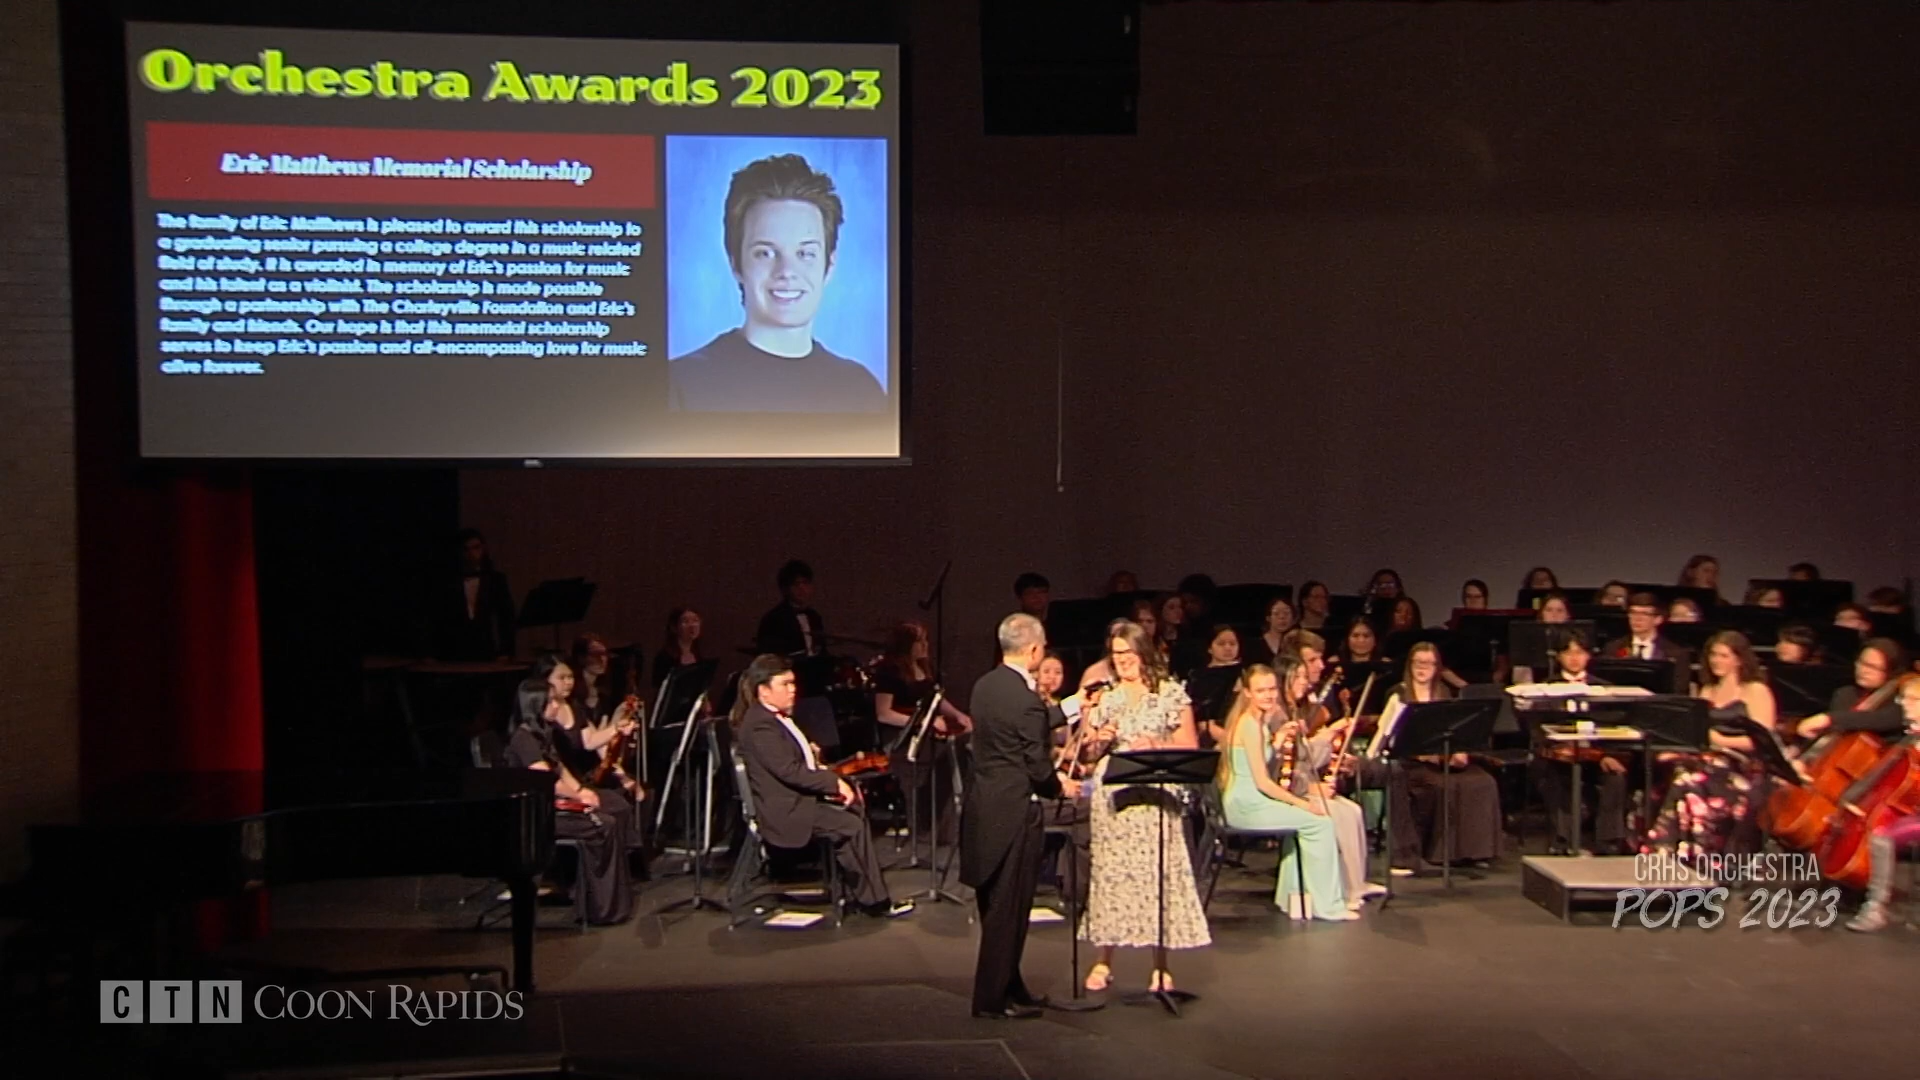 Orchestra Awards 2023
Eric Matthews Memorial Scholarship
The family of Eric Matthews is pleased to award this scholarship to
a graduating senior pursuing a college degree in a music related
field of study. It is awarded in memory of Eric's passion for music
and his talent as a violinist. The scholarship is made possible
through a partnership with The Charleyville Foundation and Eric's
family and friends. Our hope is that this memorial scholarship
serves to keep Eric's passion and all-encompassing love for music
alive forever.
CRHS ORCHESTRA
POPS 2023
CTN COON RAPIDS